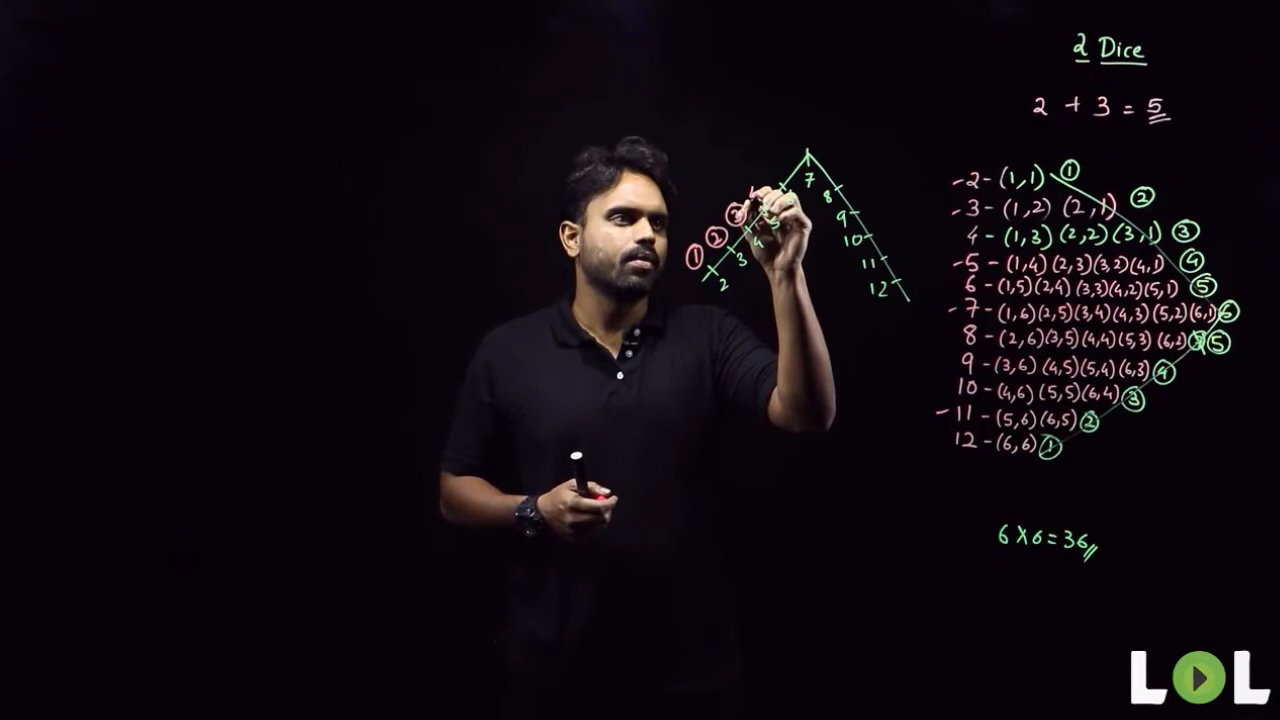 2 Dice
2 + 3 = 5
- 2 - (1,1) 1
- 3 - (1,2) (2,1) 2
4 - (1,3) (2,2) (3,1) 3
- 5 - (1,4) (2,3) (3,2) (4,1) 4
6 - (1,5) (2,4) (3,3) (4,2) (5,1) 5
- 7 - (1,6) (2,5) (3,4) (4,3) (5,2) (6,1) 6
8 - (2,6) (3,5) (4,4) (5,3) (6,2) 5
9 - (3,6) (4,5) (5,4) (6,3) 4
10 - (4,6) (5,5) (6,4) 3
- 11 - (5,6) (6,5) 2
12 - (6,6) 1
6 X 6 = 36
1 2 3
2 3 4 5 7 8 9 10 11 12
LOL